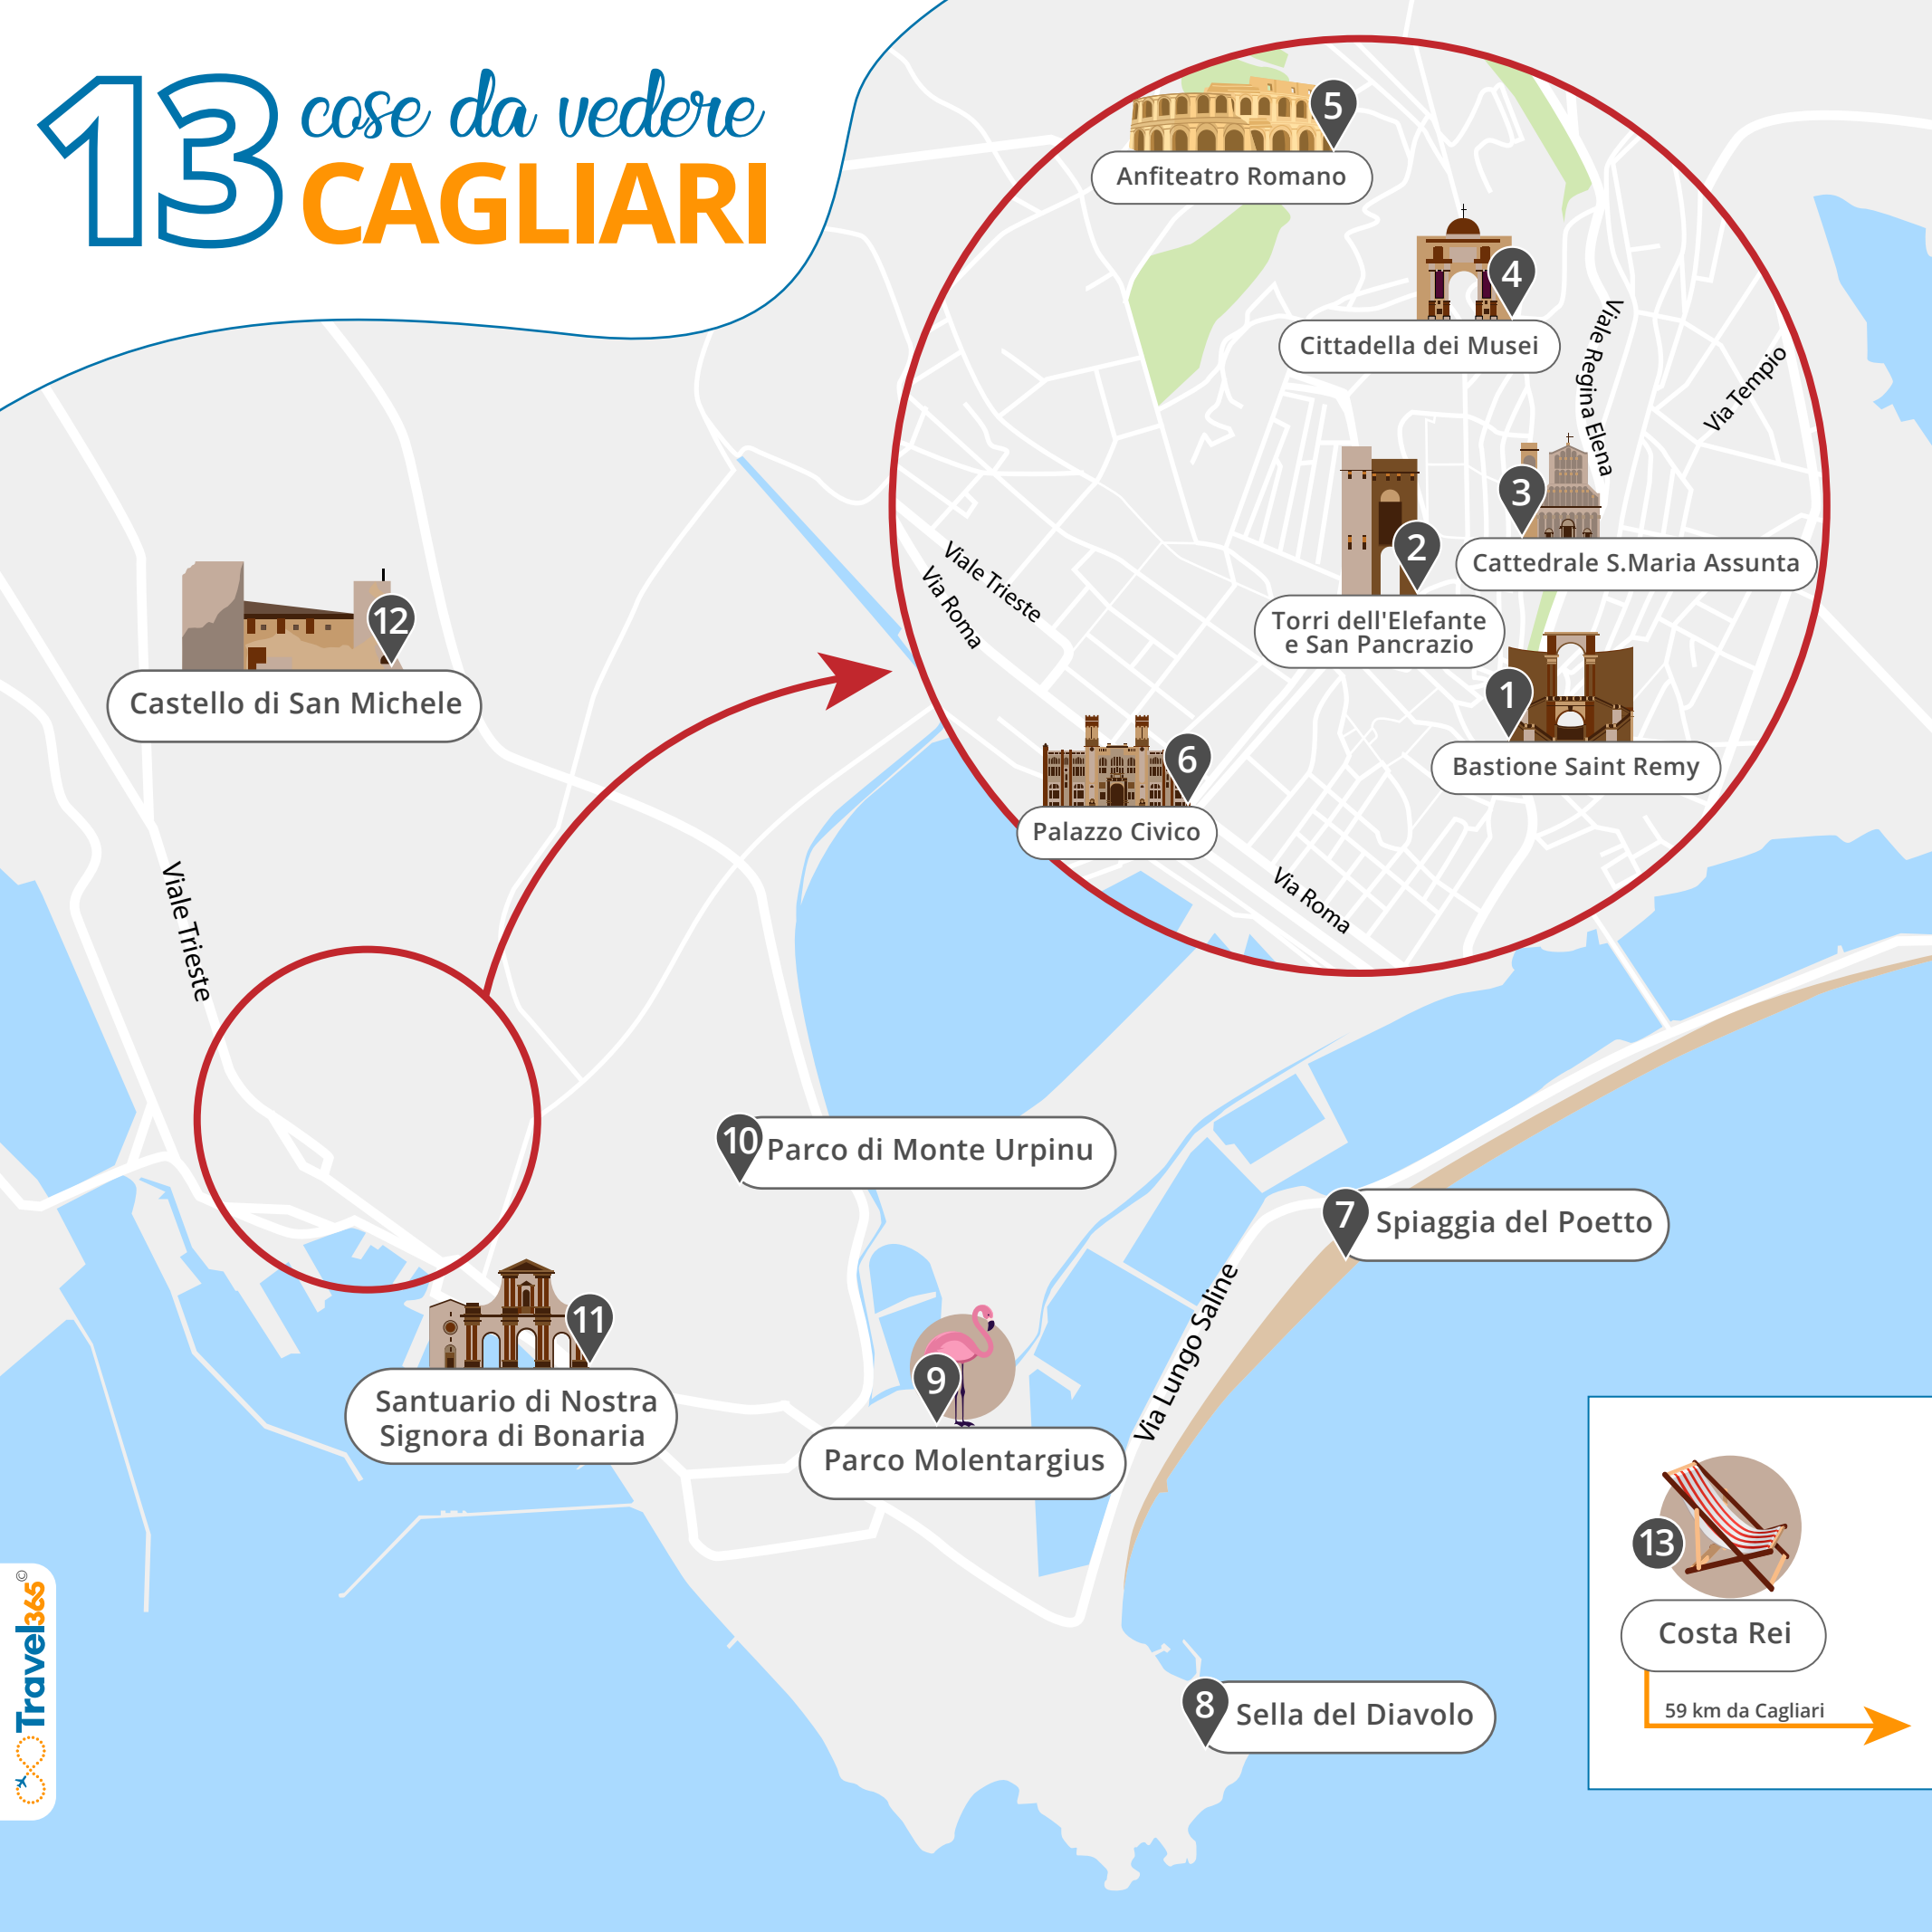 13 cose da vedere
CAGLIARI
5
Anfiteatro Romano
4
Cittadella dei Musei
Viale Regina Elena
Via Tempio
3
Cattedrale S.Maria Assunta
2
Torri dell'Elefante
e San Pancrazio
Viale Trieste
Via Roma
1
Bastione Saint Remy
6
Palazzo Civico
Via Roma
12
Castello di San Michele
Viale Trieste
10 Parco di Monte Urpinu
7 Spiaggia del Poetto
Via Lungo Saline
11
Santuario di Nostra
Signora di Bonaria
9
Parco Molentargius
8 Sella del Diavolo
13
Costa Rei
59 km da Cagliari
Travel365©